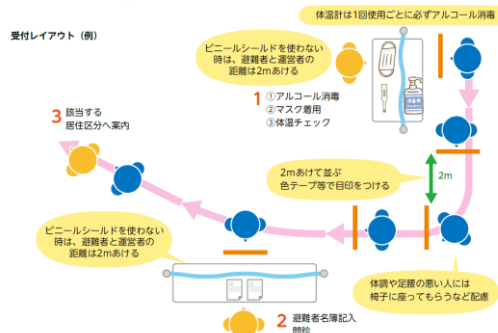 体温計は1回使用ごとに必ずアルコール消毒
受付レイアウト(例)
ビニールシールドを使わない
時は、避難者と運営者の
距離は2mあける
1 ①アルコール消毒
②マスク着用
③体温チェック
3 該当する
居住区分へ案内
2mあけて並ぶ
色テープ等で目印をつける
2m
ビニールシールドを使わない
時は、避難者と運営者の
距離は2mあける
体調や足腰の悪い人には
椅子に座ってもらうなど配慮
2 避難者名簿記入
問診